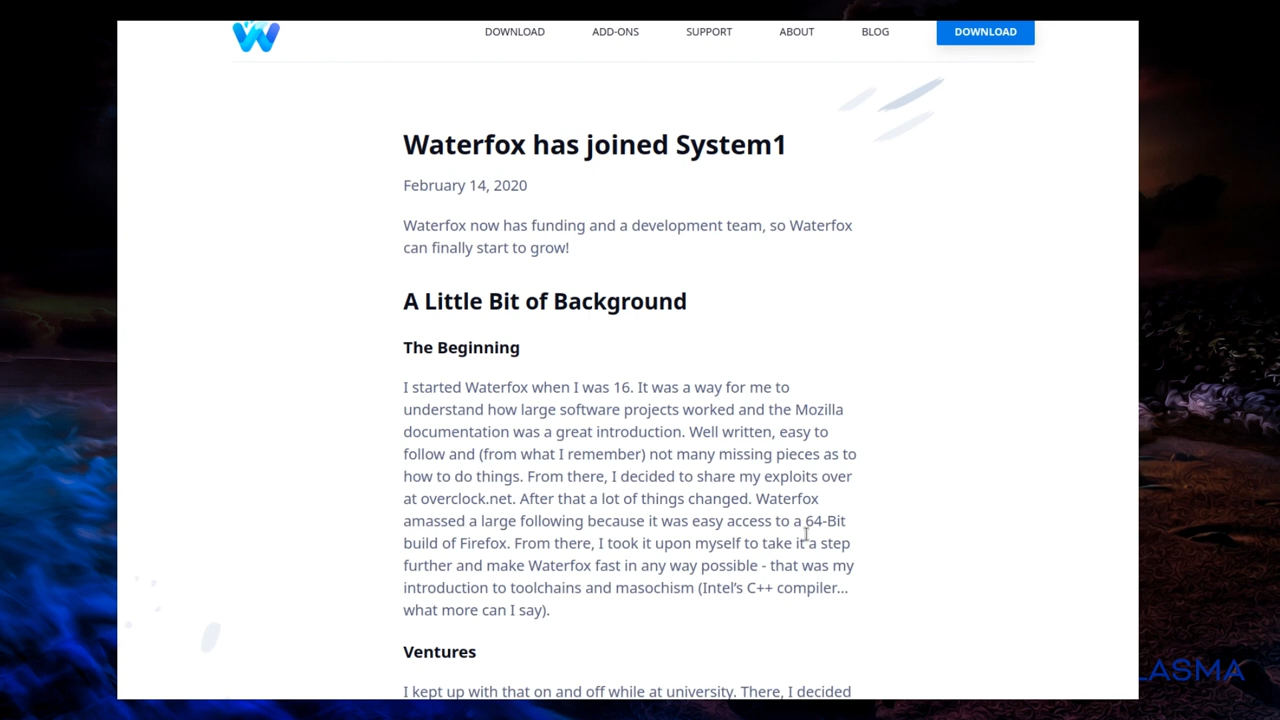 DOWNLOAD ADD-ONS SUPPORT ABOUT BLOG DOWNLOAD
Waterfox has joined System1
February 14, 2020
Waterfox now has funding and a development team, so Waterfox
can finally start to grow!
A Little Bit of Background
The Beginning
I started Waterfox when I was 16. It was a way for me to
understand how large software projects worked and the Mozilla
documentation was a great introduction. Well written, easy to
follow and (from what I remember) not many missing pieces as to
how to do things. From there, I decided to share my exploits over
at overclock.net. After that a lot of things changed. Waterfox
amassed a large following because it was easy access to a 64-Bit
build of Firefox. From there, I took it upon myself to take it a step
further and make Waterfox fast in any way possible - that was my
introduction to toolchains and masochism (Intel’s C++ compiler…
what more can I say).
Ventures
I kept up with that on and off while at university. There, I decided
LASMA